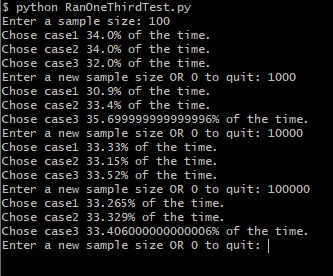 $ python RanOneThirdTest.py
Enter a sample size: 100
Chose case1 34.0% of the time.
Chose case2 34.0% of the time.
Chose case3 32.0% of the time.
Enter a new sample size OR 0 to quit: 1000
Chose case1 30.9% of the time.
Chose case2 33.4% of the time.
Chose case3 35.699999999999996% of the time.
Enter a new sample size OR 0 to quit: 10000
Chose case1 33.33% of the time.
Chose case2 33.15% of the time.
Chose case3 33.52% of the time.
Enter a new sample size OR 0 to quit: 100000
Chose case1 33.265% of the time.
Chose case2 33.329% of the time.
Chose case3 33.406000000000006% of the time.
Enter a new sample size OR 0 to quit: